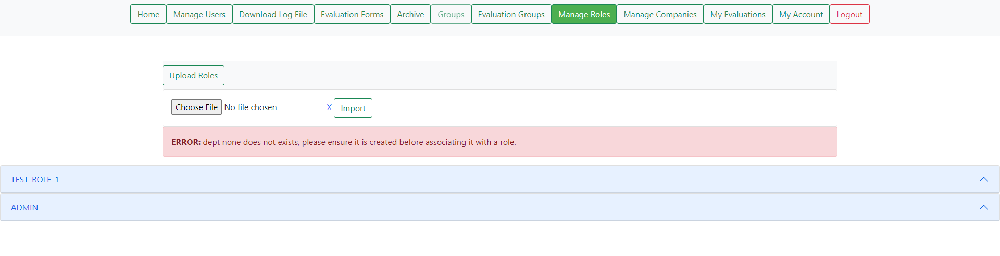 Home Manage Users Download Log File Evaluation Forms Archive Groups Evaluation Groups Manage Roles Manage Companies My Evaluations My Account Logout
Upload Roles
Choose File No file chosen X Import
ERROR: dept none does not exists, please ensure it is created before associating it with a role.
TEST_ROLE_1
ADMIN